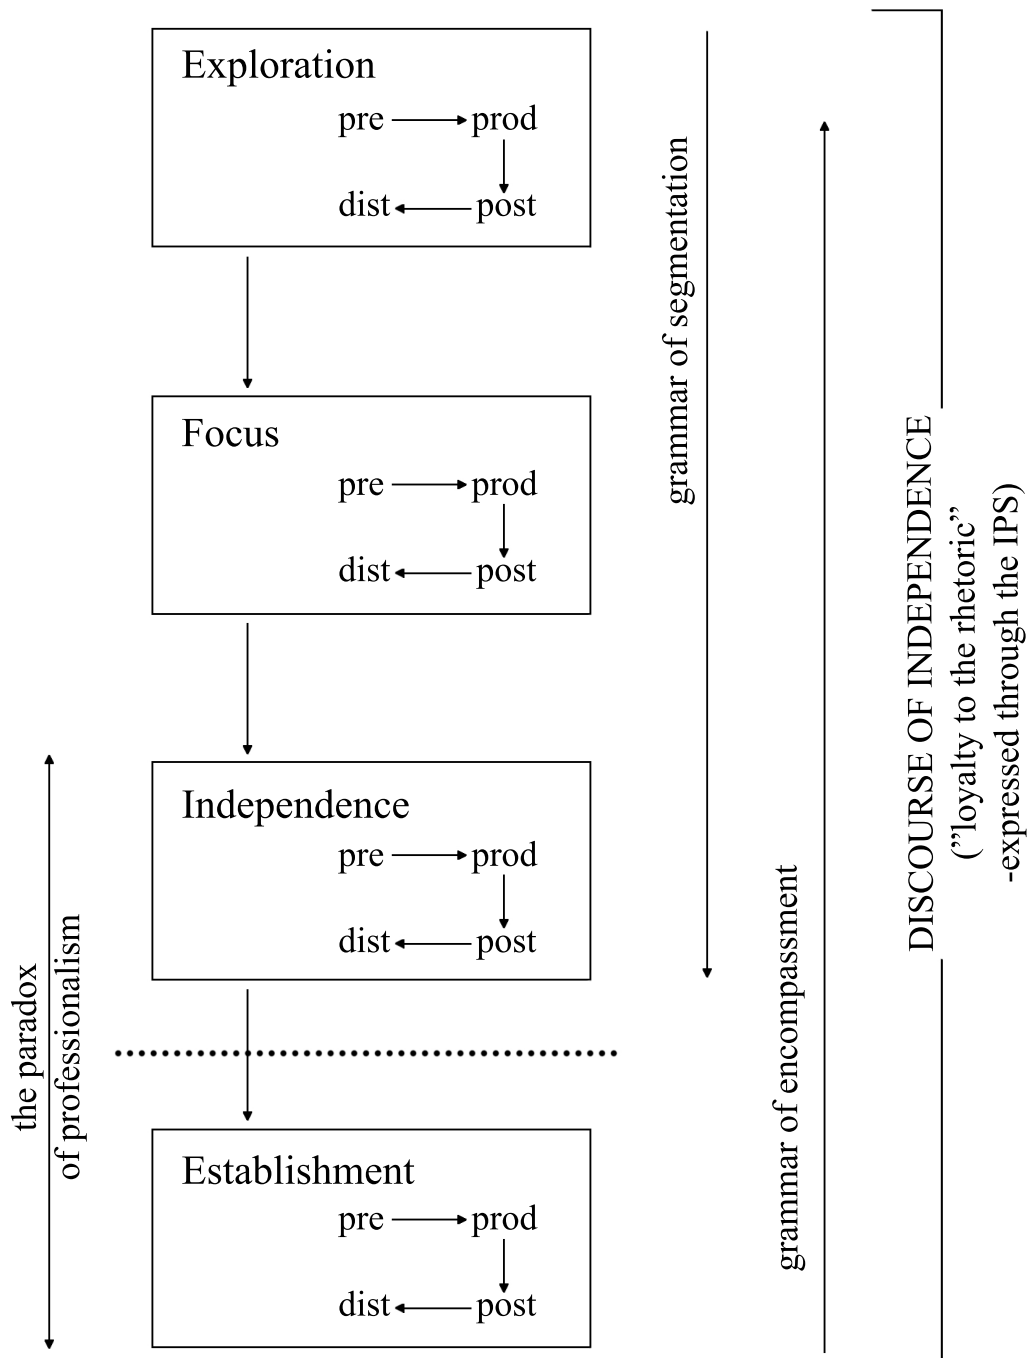 Exploration
pre prod
dist post
Focus
pre prod
dist post
Independence
pre prod
dist post
Establishment
pre prod
dist post
the paradox
of professionalism
grammar of segmentation
grammar of encompassment
DISCOURSE OF INDEPENDENCE
(”loyalty to the rhetoric”
-expressed through the IPS)